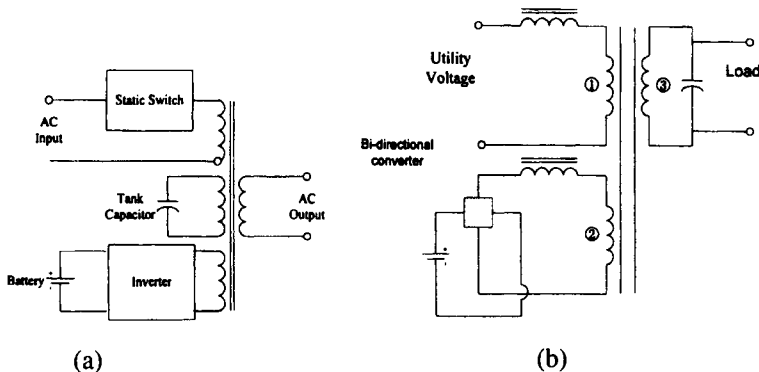 Static Switch
AC
Input
Tank
Capacitor
AC
Output
Battery
+
Inverter
(a)
Utility
Voltage
①
③
Load
Bi-directional
converter
②
+
(b)